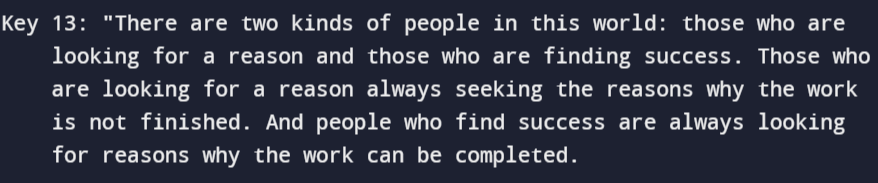 Key 13: "There are two kinds of people in this world: those who are
looking for a reason and those who are finding success. Those who
are looking for a reason always seeking the reasons why the work
is not finished. And people who find success are always looking
for reasons why the work can be completed.